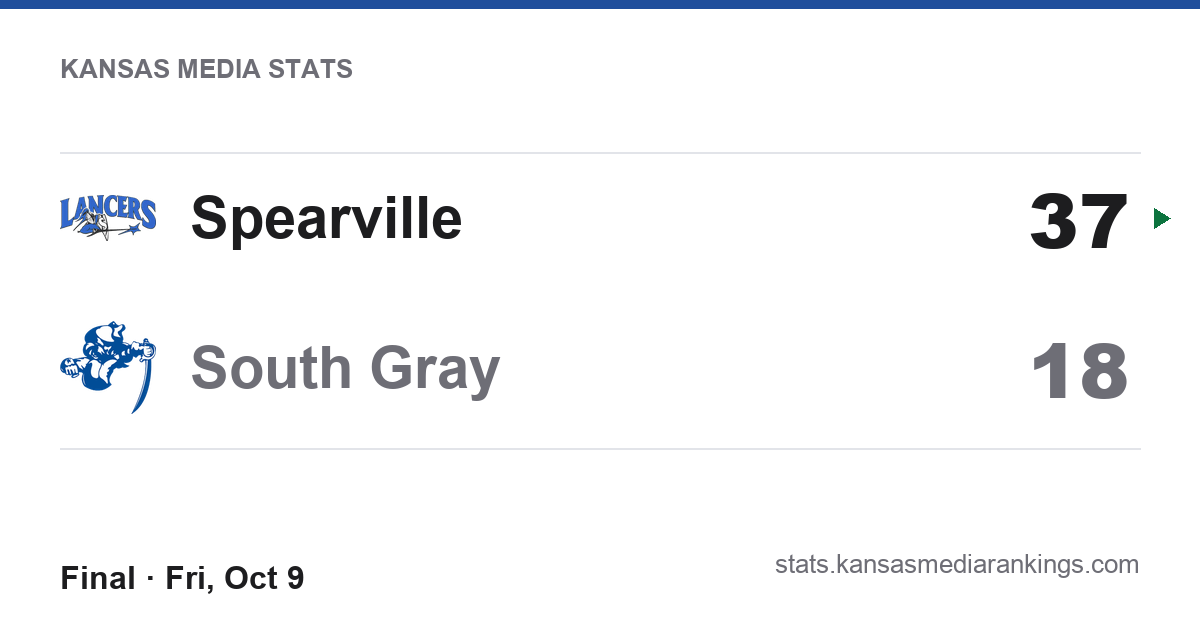 KANSAS MEDIA STATS
LANCERS
Spearville
37
South Gray
18
Final · Fri, Oct 9
stats.kansasmediarankings.com